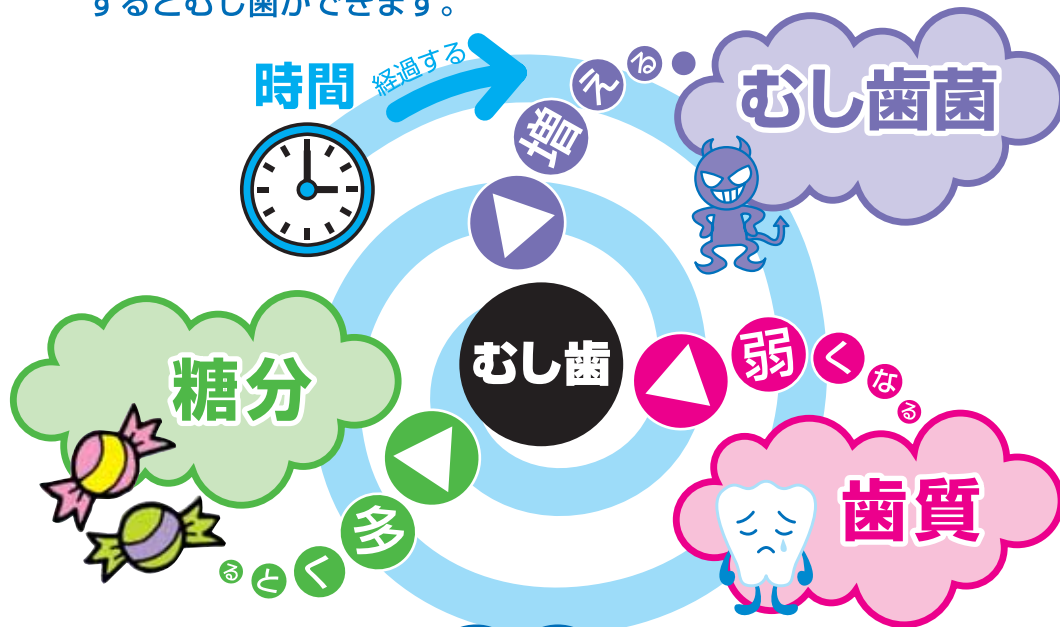 するとむし歯ができます。
時間
経過する
増える
むし歯菌
むし歯
弱くなる
糖分
多くとる
歯質